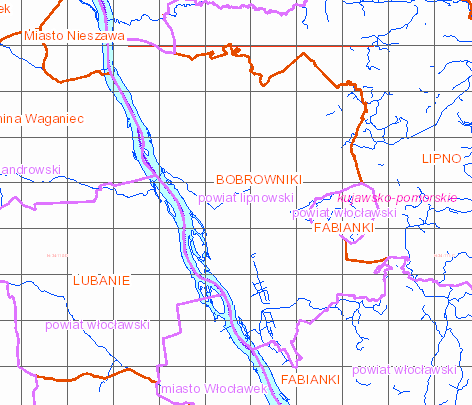 ek
Miasto Nieszawa
mina Waganiec
LIPNO
androwski
BOBROWNIKI
powiat lipnowski
kujawsko-pomorskie
powiat włocławski
FABIANKI
LUBANIE
powiat włocławski
powiat włocławski
FABIANKI
miasto Włocławek